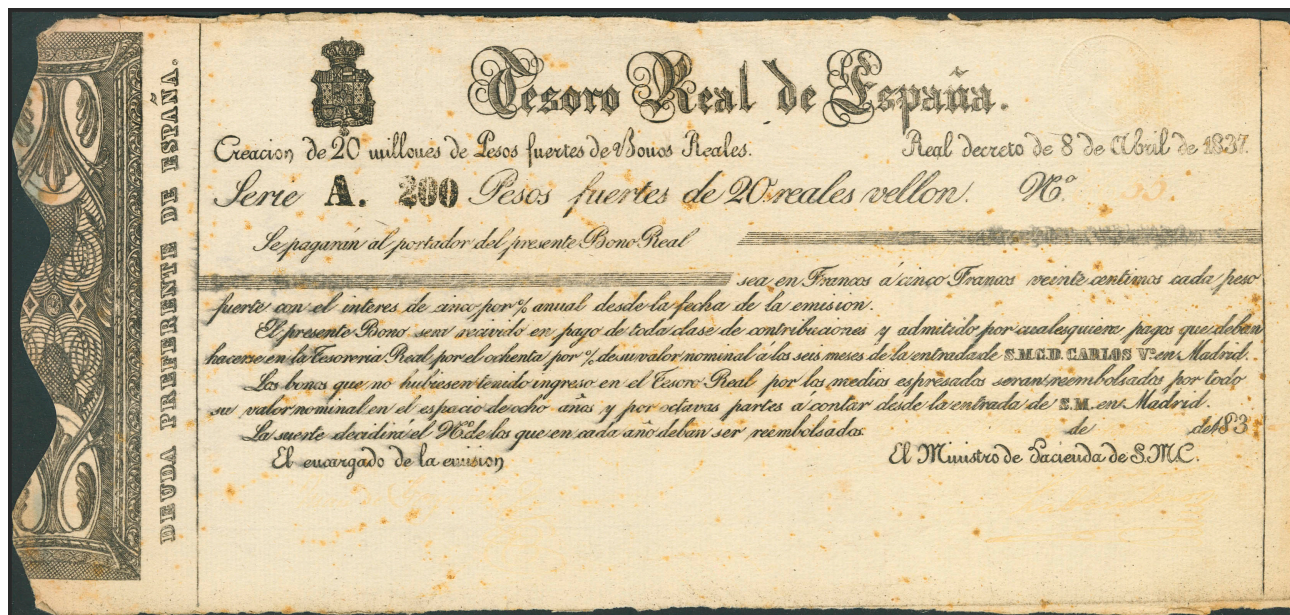 DEUDA PREFERENTE DE ESPAÑA.
Tesoro Real de España.
Creacion de 20 millones de Pesos fuertes de Bonos Reales. Real decreto de 8 de Abril de 1837.
Serie A. 200 Pesos fuertes de 20 reales vellon. Nº 33.
Se pagarán al portador del presente Bono Real
sea en Francos á cinco Francos veinte centimos cada peso
fuerte con el interes de cinco por % anual desde la fecha de la emision.
El presente Bono será recivido en pago de toda clase de contribuciones y admitido por cualesquiera pagos que deban
hacerse en la Tesoreria Real por el ochenta por % de su valor nominal á los seis meses de la entrada de S.M.C.D. CARLOS Vº en Madrid.
Los bonos que no hubiesen tenido ingreso en el Tesoro Real por los medios espresados seran reembolsados por todo
su valor nominal en el espacio de ocho años y por octavas partes á contar desde la entrada de S.M. en Madrid.
La suerte decidirá el Nº de los que en cada año deban ser reembolsados. de de 183
El encargado de la emision El Ministro de Hacienda de S.M.C.